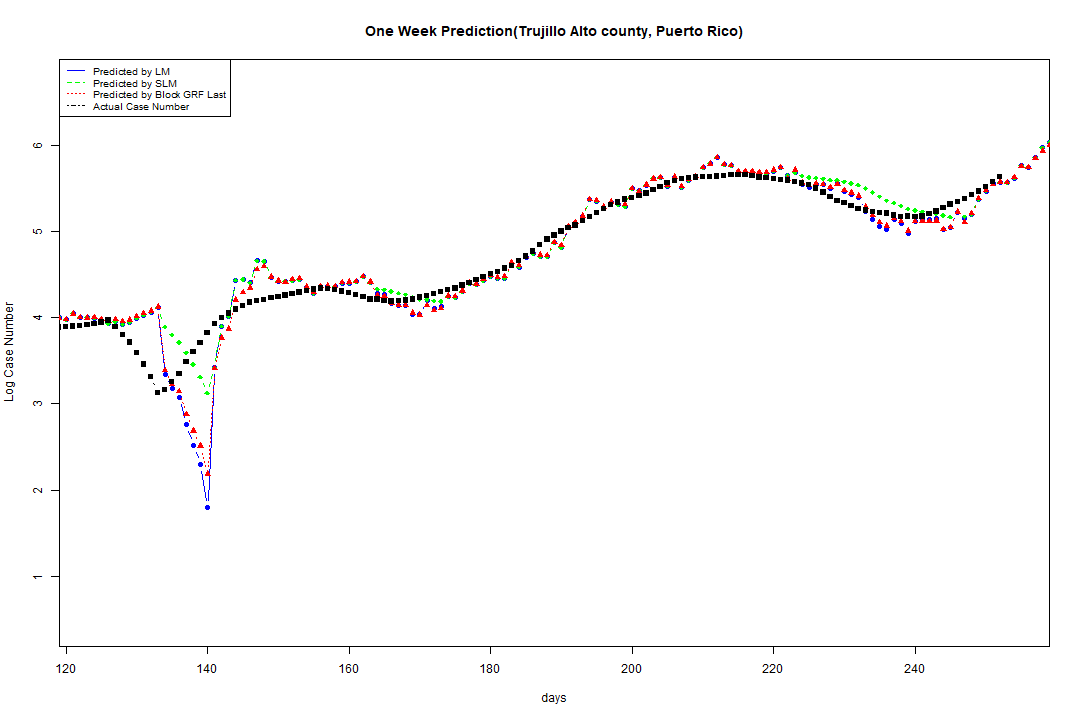 One Week Prediction(Trujillo Alto county, Puerto Rico)
Predicted by LM
Predicted by SLM
Predicted by Block GRF Last
Actual Case Number
6
5
4
3
2
1
Log Case Number
120 140 160 180 200 220 240
days